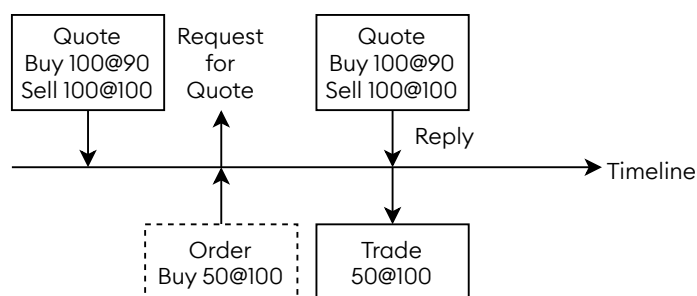 Quote
Buy 100@90
Sell 100@100
Request
for
Quote
Quote
Buy 100@90
Sell 100@100
Reply
Timeline
Order
Buy 50@100
Trade
50@100